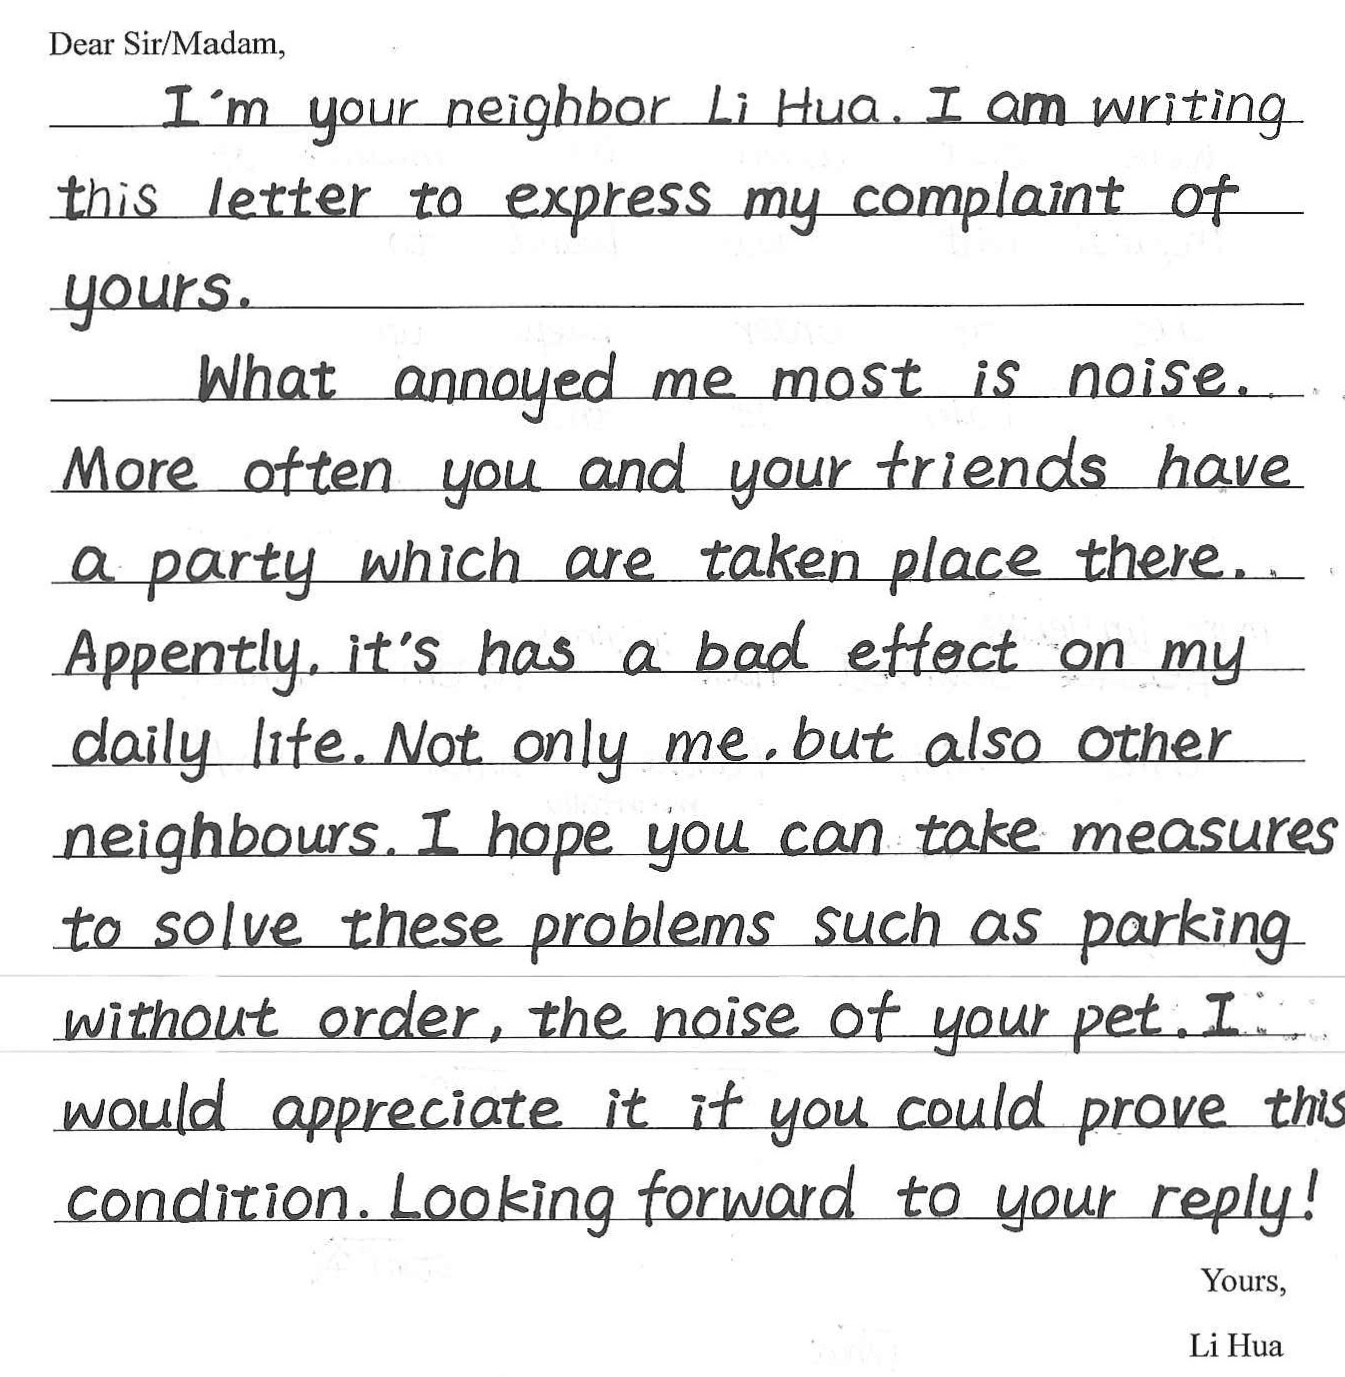 Dear Sir/Madam,
I'm your neighbor Li Hua. I am writing
this letter to express my complaint of
yours.
What annoyed me most is noise.
More often you and your friends have
a party which are taken place there.
Appently, it's has a bad effect on my
daily life. Not only me, but also other
neighbours. I hope you can take measures
to solve these problems such as parking
without order, the noise of your pet. I
would appreciate it if you could prove this
condition. Looking forward to your reply!
Yours,
Li Hua